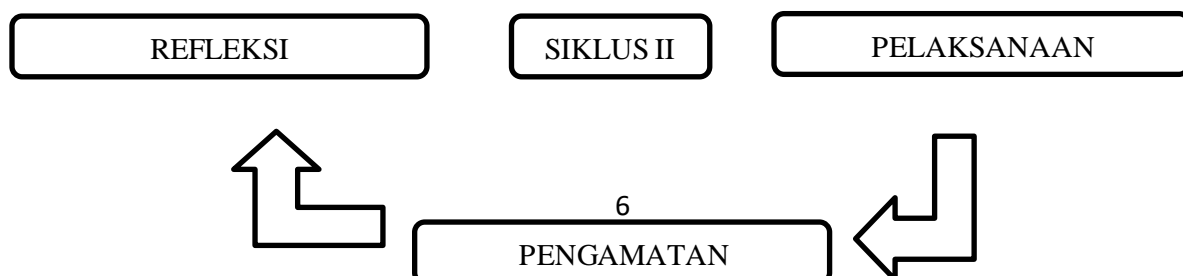 REFLEKSI
SIKLUS II
PELAKSANAAN
6
PENGAMATAN